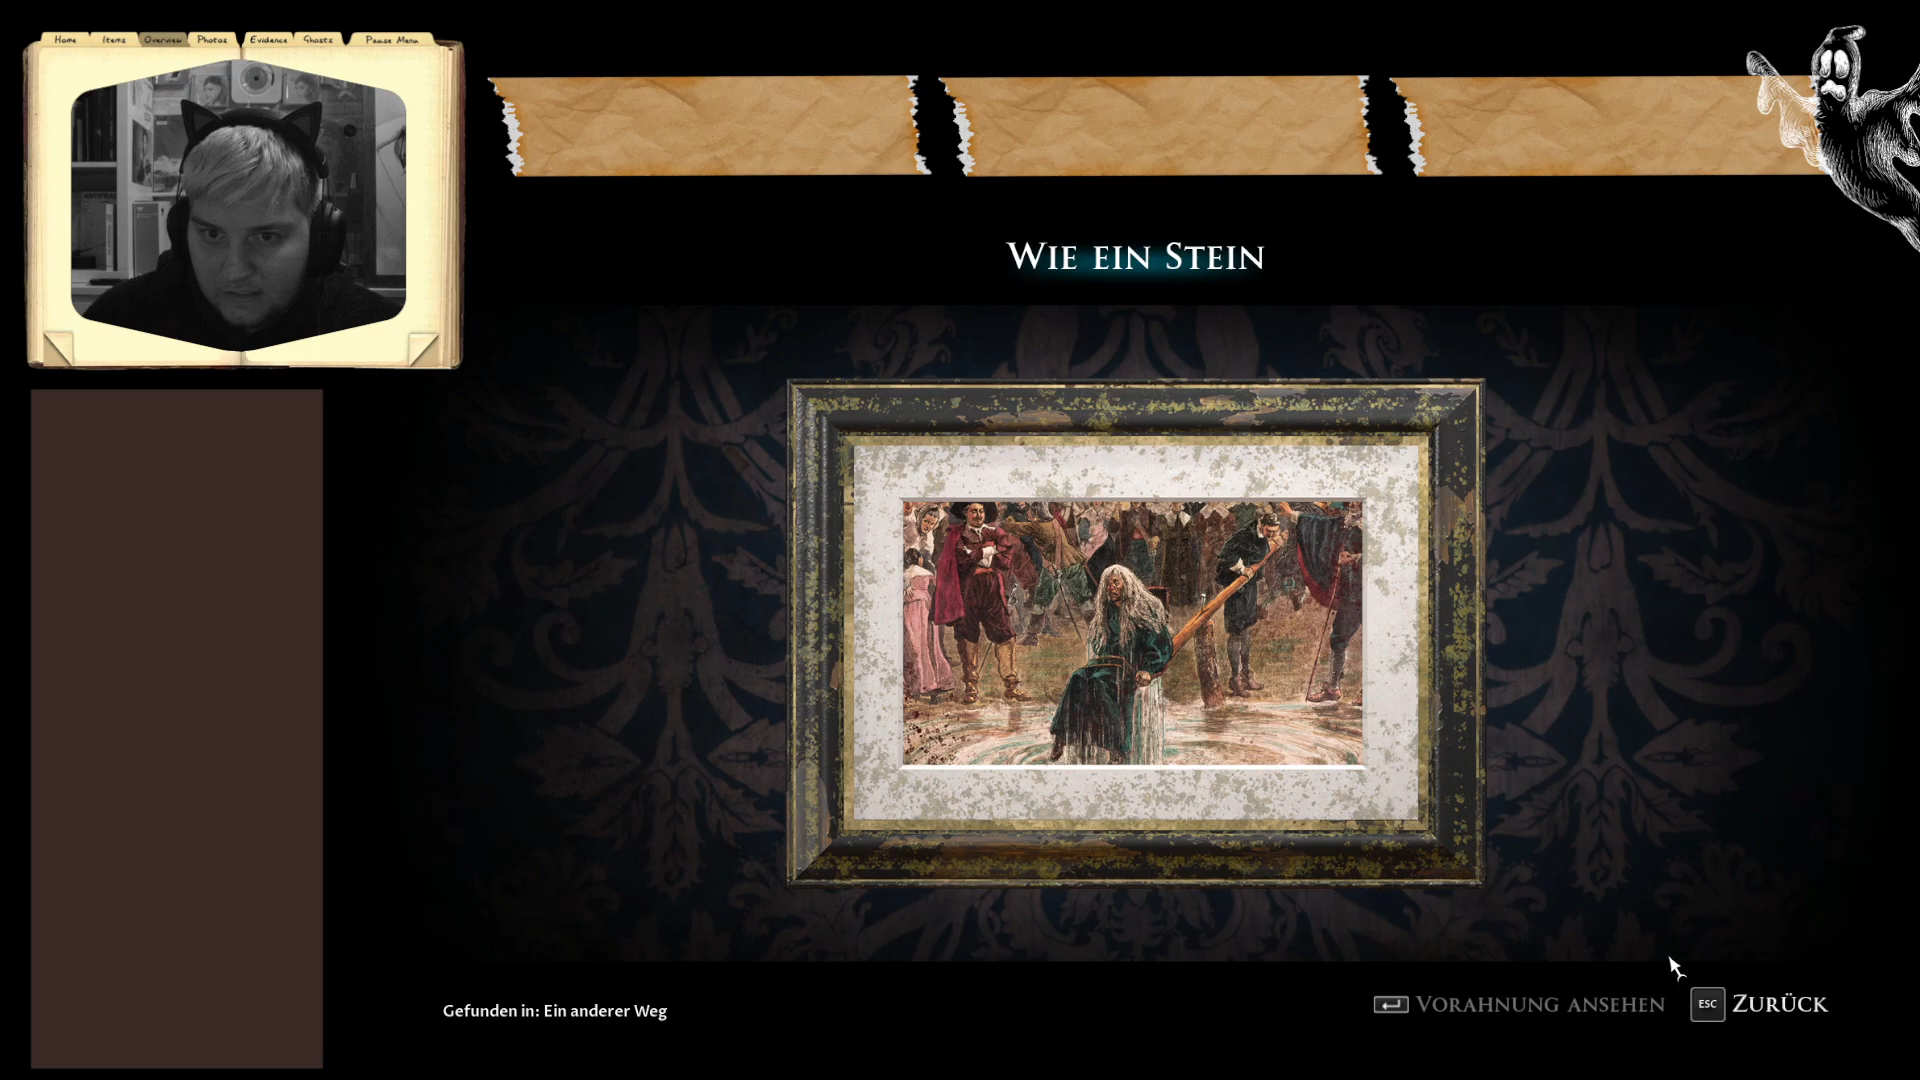 Home Items Overview Photos Evidence Ghosts Pause Menu
WIE EIN STEIN
Gefunden in: Ein anderer Weg
VORAHNUNG ANSEHEN
ESC ZURÜCK